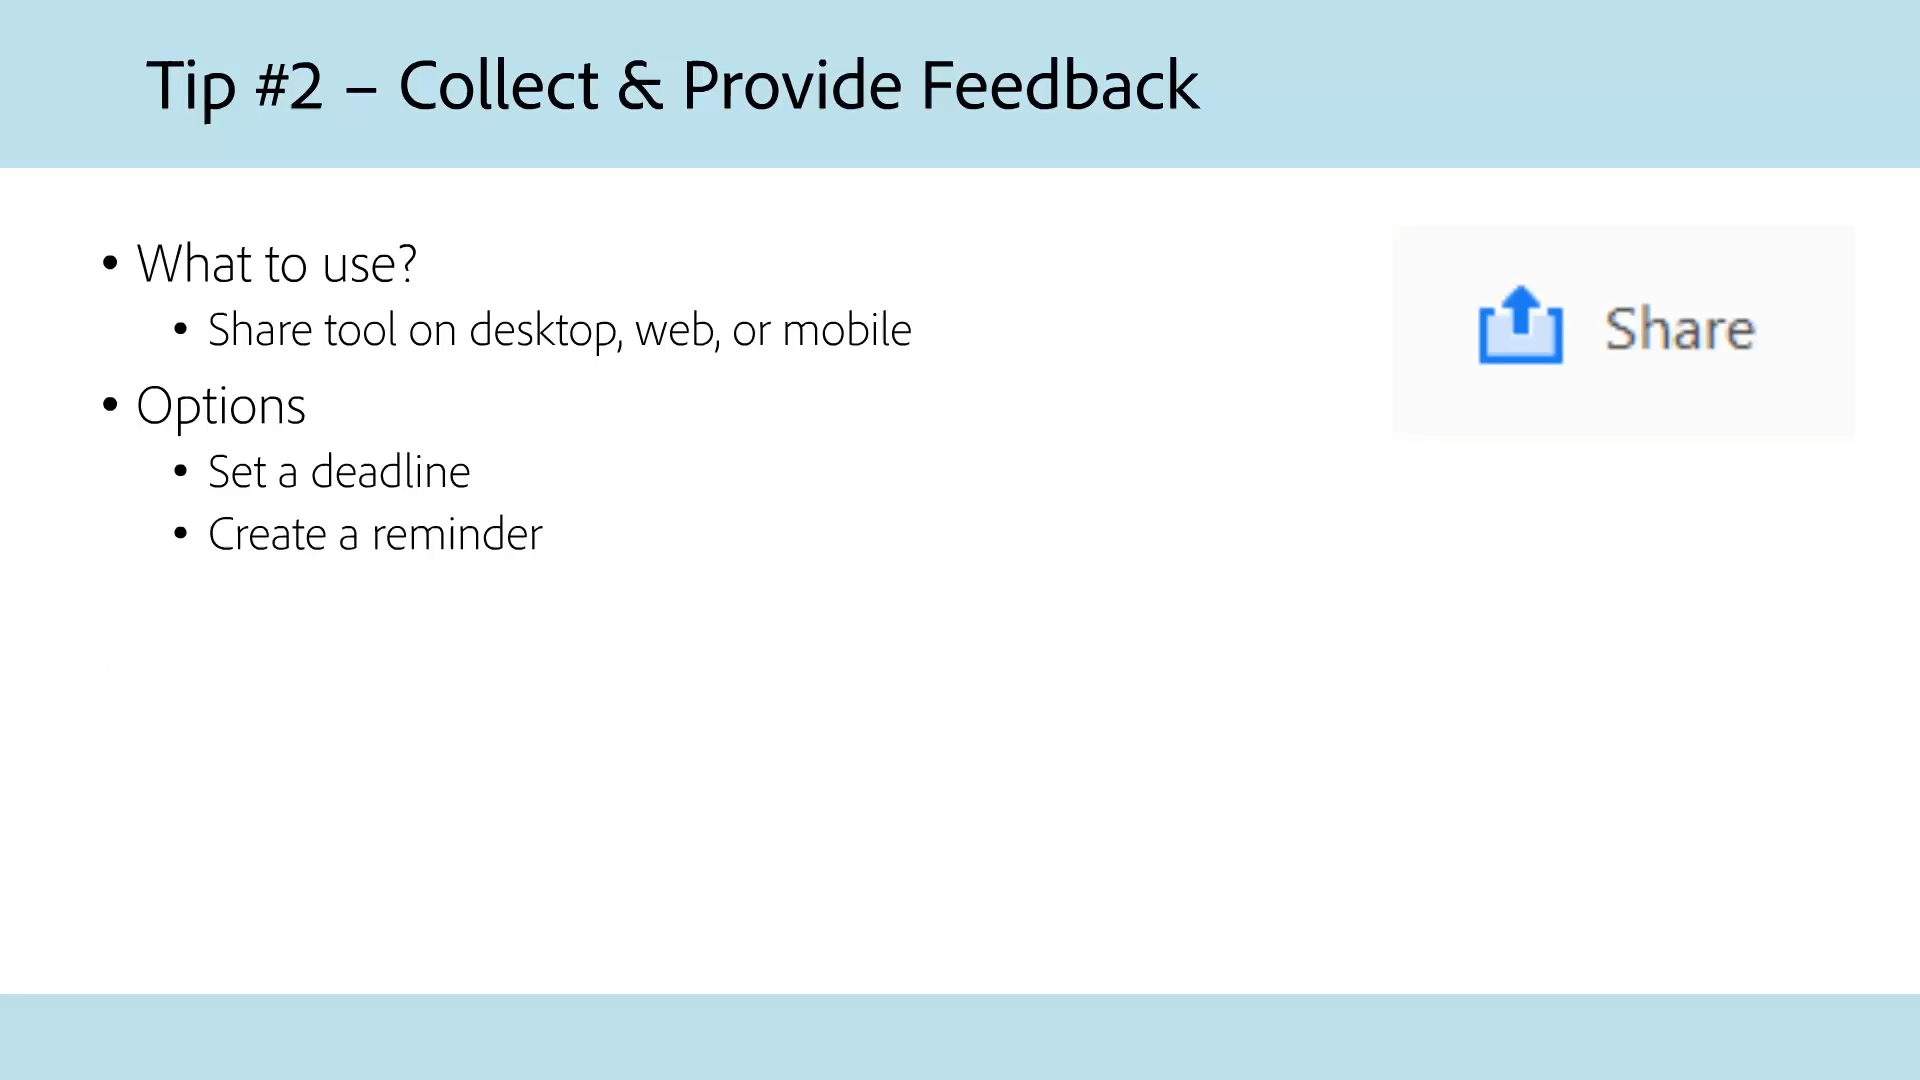 Tip #2 – Collect & Provide Feedback
• What to use?
• Share tool on desktop, web, or mobile
• Options
• Set a deadline
• Create a reminder
Share